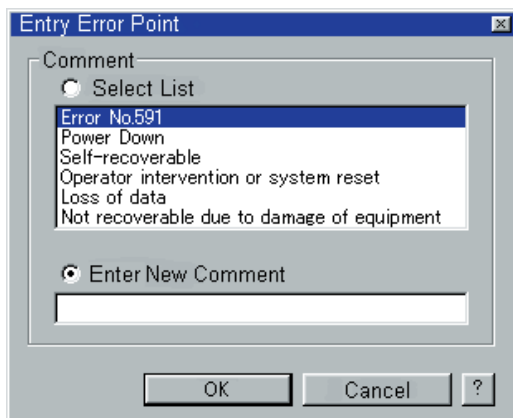 Entry Error Point
Comment
Select List
Error No.591
Power Down
Self-recoverable
Operator intervention or system reset
Loss of data
Not recoverable due to damage of equipment
Enter New Comment
OK
Cancel
?